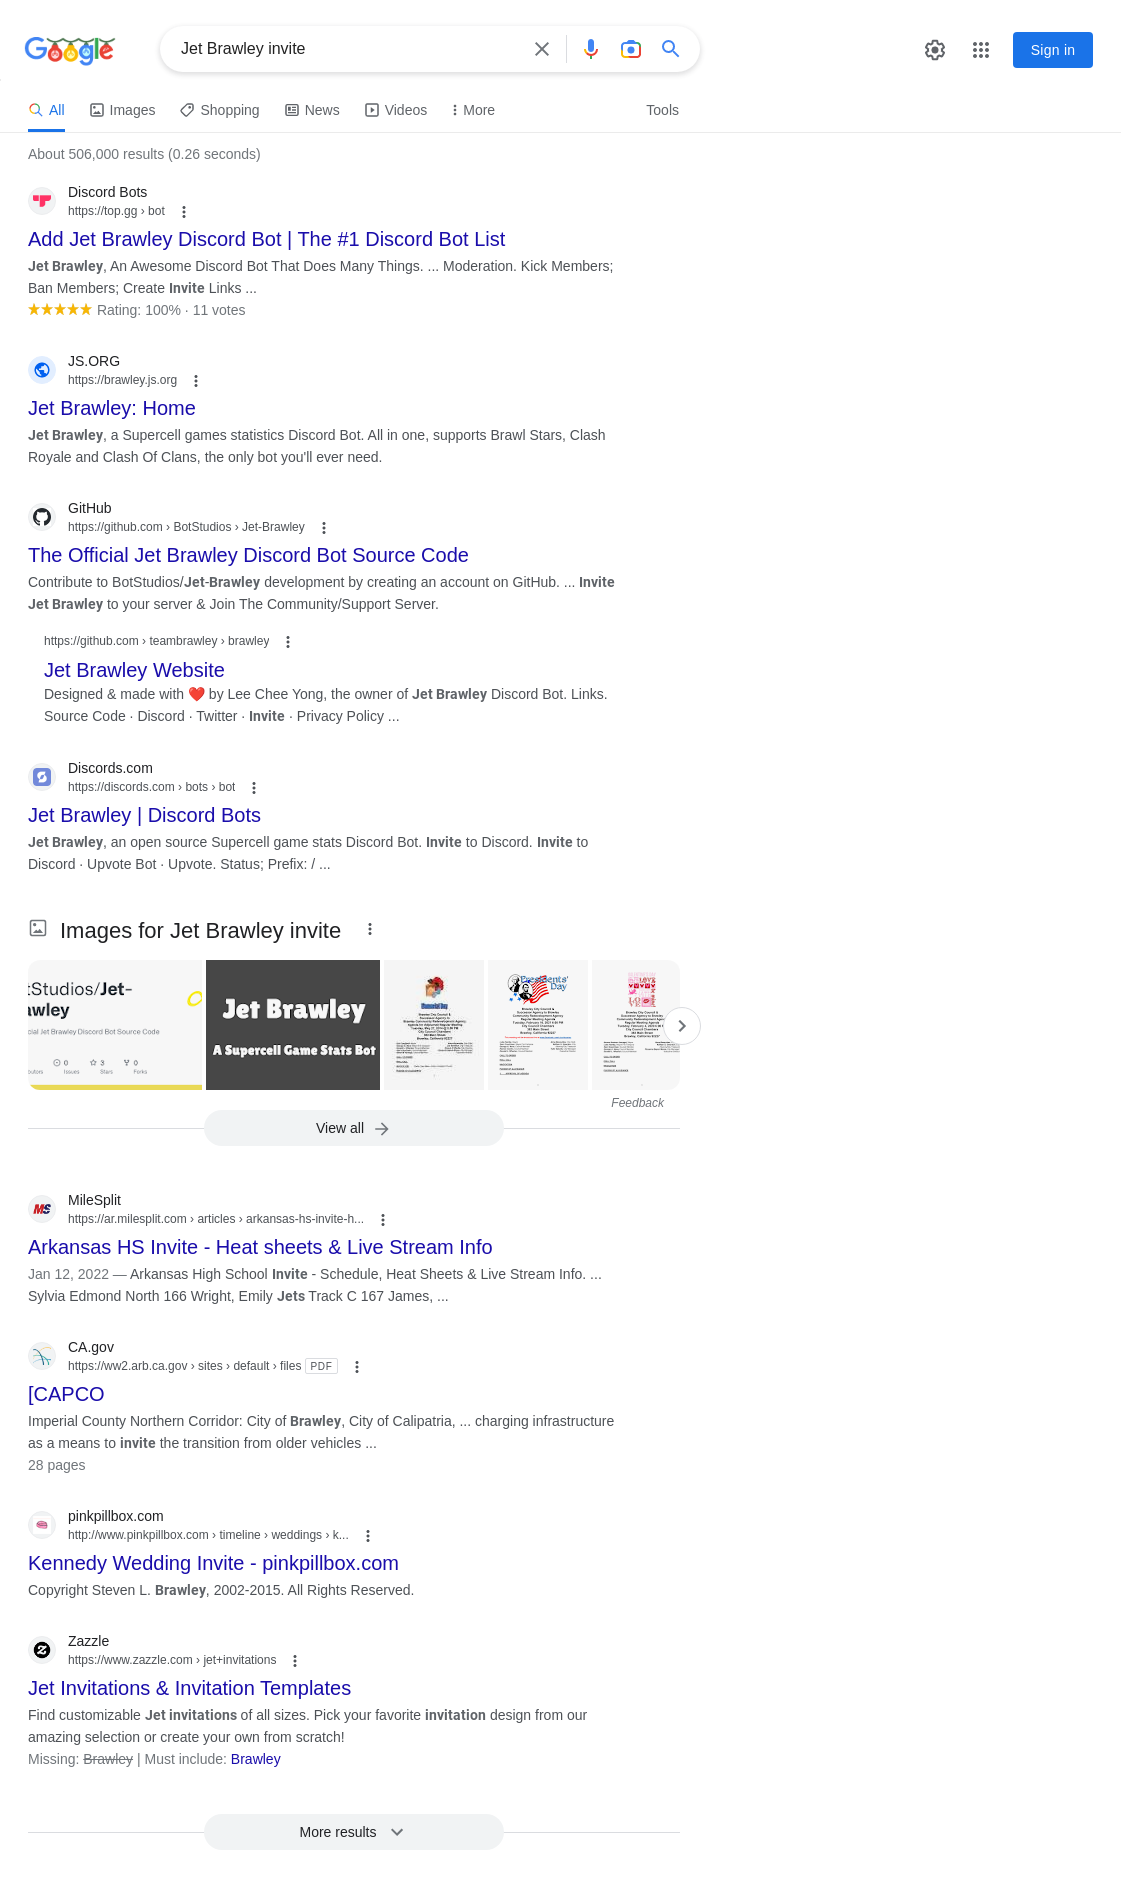 Google
Jet Brawley invite
Sign in
All
Images
Shopping
News
Videos
More
Tools
About 506,000 results (0.26 seconds)
Discord Bots
https://top.gg › bot
Add Jet Brawley Discord Bot | The #1 Discord Bot List
Jet Brawley, An Awesome Discord Bot That Does Many Things. ... Moderation. Kick Members;
Ban Members; Create Invite Links ...
Rating: 100% · 11 votes
JS.ORG
https://brawley.js.org
Jet Brawley: Home
Jet Brawley, a Supercell games statistics Discord Bot. All in one, supports Brawl Stars, Clash
Royale and Clash Of Clans, the only bot you'll ever need.
GitHub
https://github.com › BotStudios › Jet-Brawley
The Official Jet Brawley Discord Bot Source Code
Contribute to BotStudios/Jet-Brawley development by creating an account on GitHub. ... Invite
Jet Brawley to your server & Join The Community/Support Server.
https://github.com › teambrawley › brawley
Jet Brawley Website
Designed & made with ❤️ by Lee Chee Yong, the owner of Jet Brawley Discord Bot. Links.
Source Code · Discord · Twitter · Invite · Privacy Policy ...
Discords.com
https://discords.com › bots › bot
Jet Brawley | Discord Bots
Jet Brawley, an open source Supercell game stats Discord Bot. Invite to Discord. Invite to
Discord · Upvote Bot · Upvote. Status; Prefix: / ...
Images for Jet Brawley invite
tStudios/Jet-
awley
cial Jet Brawley Discord Bot Source Code
0
3
0
Issues
Stars
Forks
Jet Brawley
A Supercell Game Stats Bot
Memorial Day
Presidents'
Day
Feedback
View all
MileSplit
MS
https://ar.milesplit.com › articles › arkansas-hs-invite-h...
Arkansas HS Invite - Heat sheets & Live Stream Info
Jan 12, 2022 — Arkansas High School Invite - Schedule, Heat Sheets & Live Stream Info. ...
Sylvia Edmond North 166 Wright, Emily Jets Track C 167 James, ...
CA.gov
https://ww2.arb.ca.gov › sites › default › files PDF
[CAPCO
Imperial County Northern Corridor: City of Brawley, City of Calipatria, ... charging infrastructure
as a means to invite the transition from older vehicles ...
28 pages
pinkpillbox.com
http://www.pinkpillbox.com › timeline › weddings › k...
Kennedy Wedding Invite - pinkpillbox.com
Copyright Steven L. Brawley, 2002-2015. All Rights Reserved.
Zazzle
https://www.zazzle.com › jet+invitations
Jet Invitations & Invitation Templates
Find customizable Jet invitations of all sizes. Pick your favorite invitation design from our
amazing selection or create your own from scratch!
Missing: Brawley | Must include: Brawley
More results